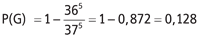 P(G) = 1 − 36⁵/37⁵ = 1 − 0,872 = 0,128